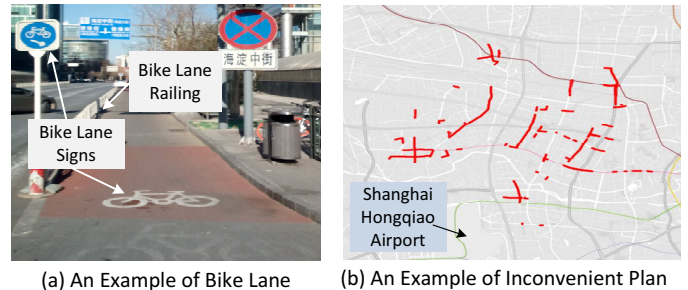 海淀中街
Bike Lane
Railing
Bike Lane
Signs
Shanghai
Hongqiao
Airport
(a) An Example of Bike Lane
(b) An Example of Inconvenient Plan